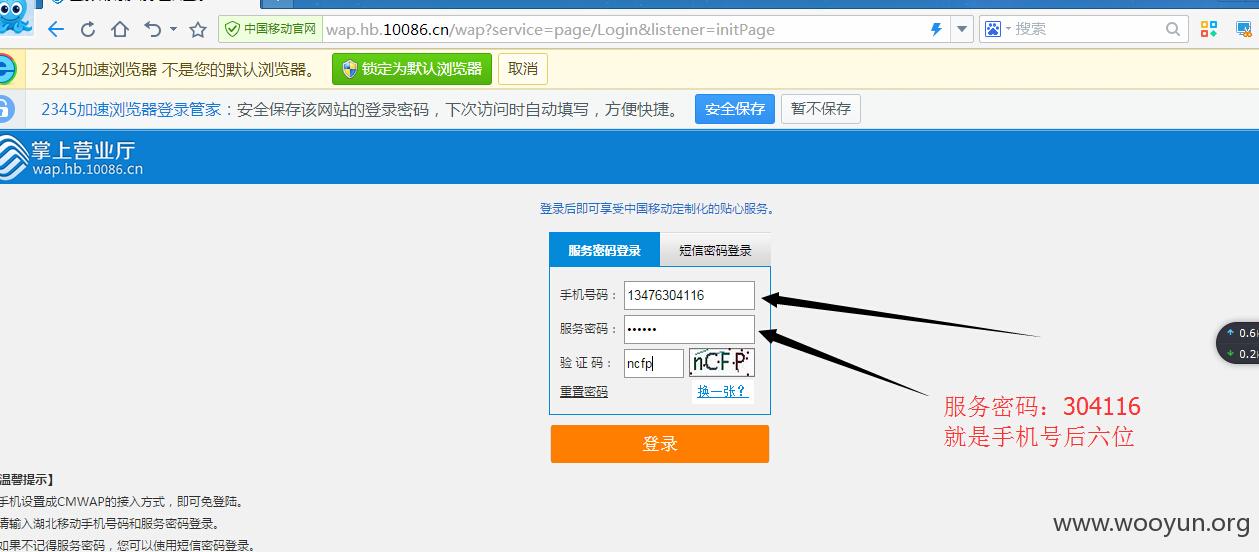 中国移动官网 wap.hb.10086.cn/wap?service=page/Login&listener=initPage 搜索
2345加速浏览器 不是您的默认浏览器。 锁定为默认浏览器 取消
2345加速浏览器登录管家：安全保存该网站的登录密码，下次访问时自动填写，方便快捷。 安全保存 暂不保存
掌上营业厅
wap.hb.10086.cn
登录后即可享受中国移动定制化的贴心服务。
服务密码登录 短信密码登录
手机号码： 13476304116
服务密码： ••••••
验 证 码： ncfp nCFP
重置密码 换一张？
登录
服务密码：304116
就是手机号后六位
0.6
0.2
温馨提示】
手机设置成CMWAP的接入方式，即可免登陆。
请输入湖北移动手机号码和服务密码登录。
如果不记得服务密码，您可以使用短信密码登录。
www.wooyun.org